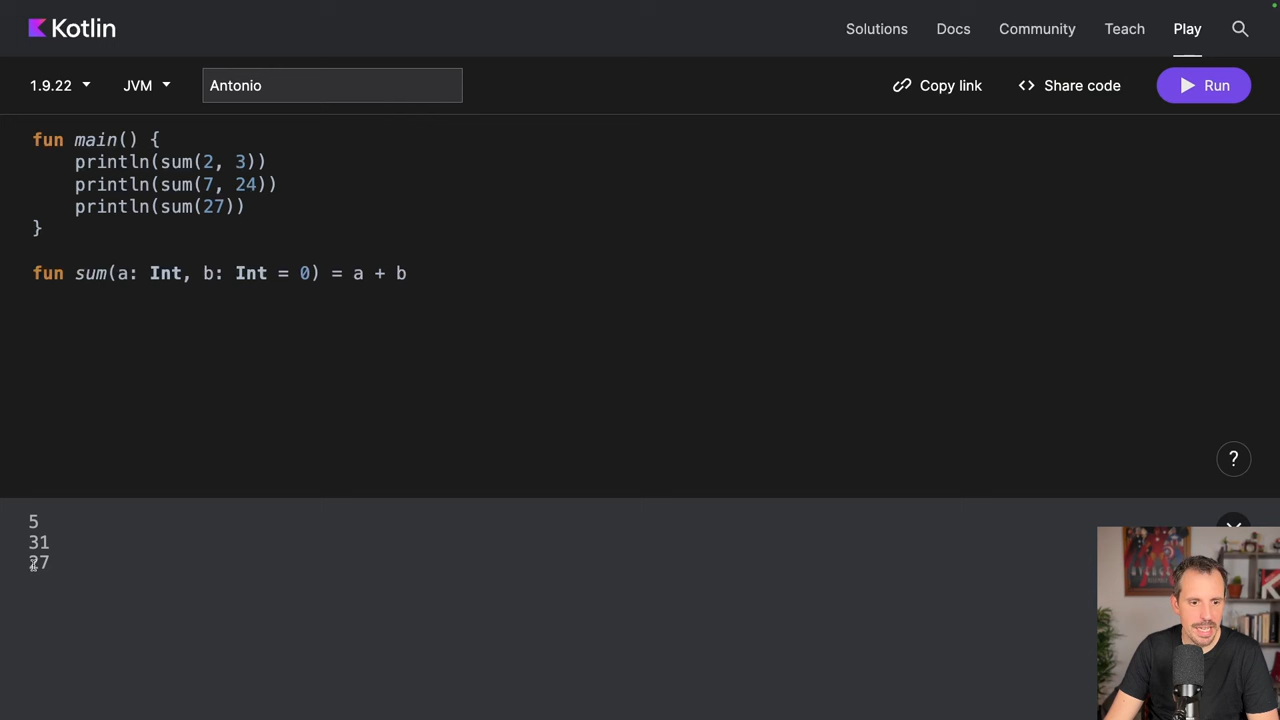 Kotlin
Solutions
Docs
Community
Teach
Play
1.9.22
JVM
Antonio
Copy link
Share code
Run
fun main() {
    println(sum(2, 3))
    println(sum(7, 24))
    println(sum(27))
}
fun sum(a: Int, b: Int = 0) = a + b
?
5
31
27